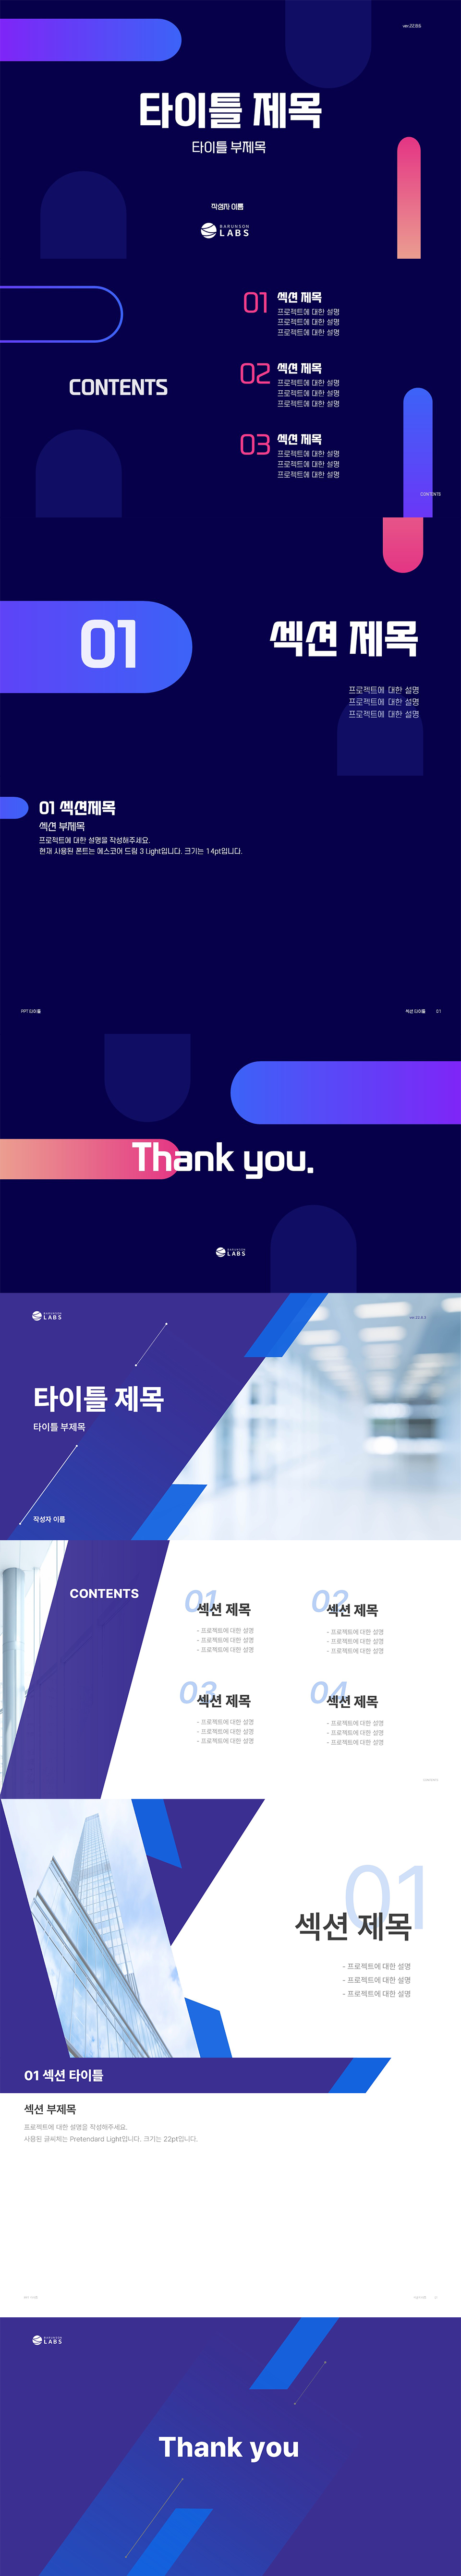 타이틀 제목
타이틀 부제목
작성자 이름
BARUNSON
LABS
CONTENTS
01 섹션 제목
프로젝트에 대한 설명
프로젝트에 대한 설명
프로젝트에 대한 설명
02 섹션 제목
프로젝트에 대한 설명
프로젝트에 대한 설명
프로젝트에 대한 설명
03 섹션 제목
프로젝트에 대한 설명
프로젝트에 대한 설명
프로젝트에 대한 설명
CONTENTS
01
섹션 제목
프로젝트에 대한 설명
프로젝트에 대한 설명
프로젝트에 대한 설명
01 섹션제목
섹션 부제목
프로젝트에 대한 설명을 작성해주세요.
현재 사용된 폰트는 에스코어 드림 3 Light입니다. 크기는 14pt입니다.
PPT 타이틀
섹션 타이틀 01
Thank you.
LABS
LABS
타이틀 제목
타이틀 부제목
작성자 이름
CONTENTS
01 섹션 제목
- 프로젝트에 대한 설명
- 프로젝트에 대한 설명
- 프로젝트에 대한 설명
02 섹션 제목
- 프로젝트에 대한 설명
- 프로젝트에 대한 설명
- 프로젝트에 대한 설명
03 섹션 제목
- 프로젝트에 대한 설명
- 프로젝트에 대한 설명
- 프로젝트에 대한 설명
04 섹션 제목
- 프로젝트에 대한 설명
- 프로젝트에 대한 설명
- 프로젝트에 대한 설명
01
섹션 제목
- 프로젝트에 대한 설명
- 프로젝트에 대한 설명
- 프로젝트에 대한 설명
01 섹션 타이틀
섹션 부제목
프로젝트에 대한 설명을 작성해주세요.
사용된 글씨체는 Pretendard Light입니다. 크기는 22pt입니다.
LABS
Thank you